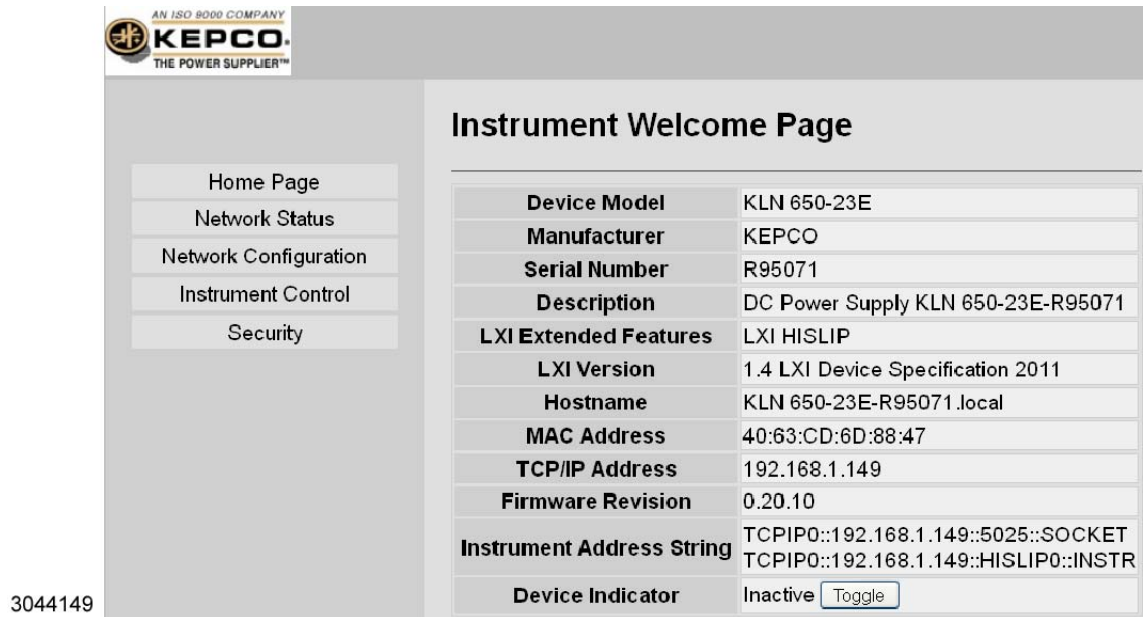 AN ISO 9000 COMPANY
KEPCO.
THE POWER SUPPLIER™
Instrument Welcome Page
Home Page
Network Status
Network Configuration
Instrument Control
Security
Device Model KLN 650-23E
Manufacturer KEPCO
Serial Number R95071
Description DC Power Supply KLN 650-23E-R95071
LXI Extended Features LXI HISLIP
LXI Version 1.4 LXI Device Specification 2011
Hostname KLN 650-23E-R95071.local
MAC Address 40:63:CD:6D:88:47
TCP/IP Address 192.168.1.149
Firmware Revision 0.20.10
Instrument Address String TCPIP0::192.168.1.149::5025::SOCKET
TCPIP0::192.168.1.149::HISLIP0::INSTR
Device Indicator Inactive Toggle
3044149